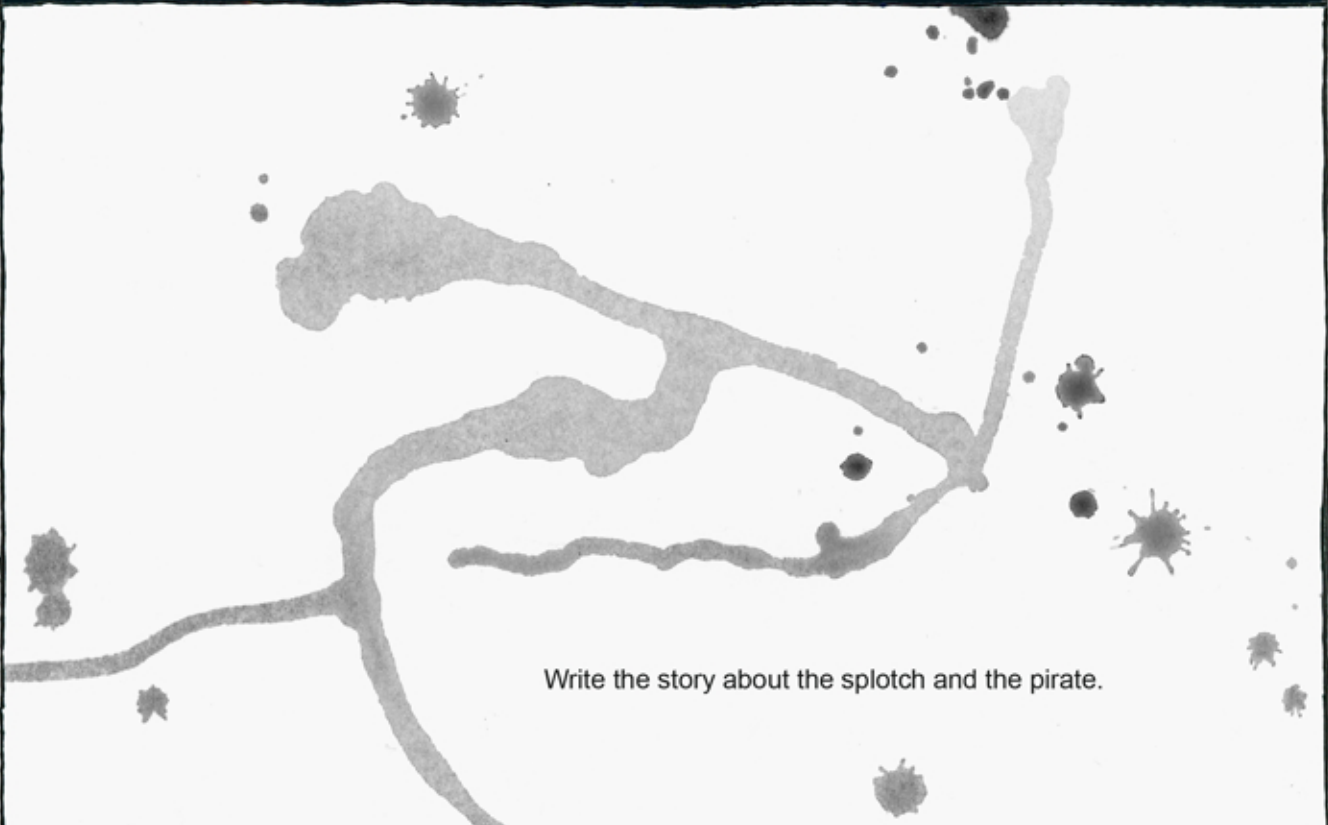 Write the story about the splotch and the pirate.